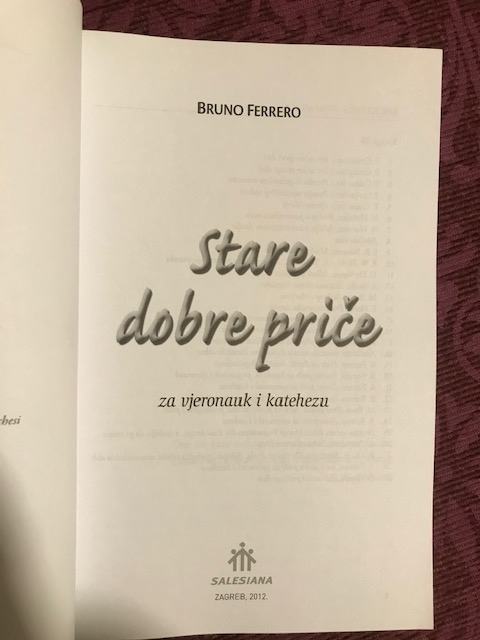 BRUNO FERRERO
Stare
dobre priče
za vjeronauk i katehezu
SALESIANA
ZAGREB, 2012.